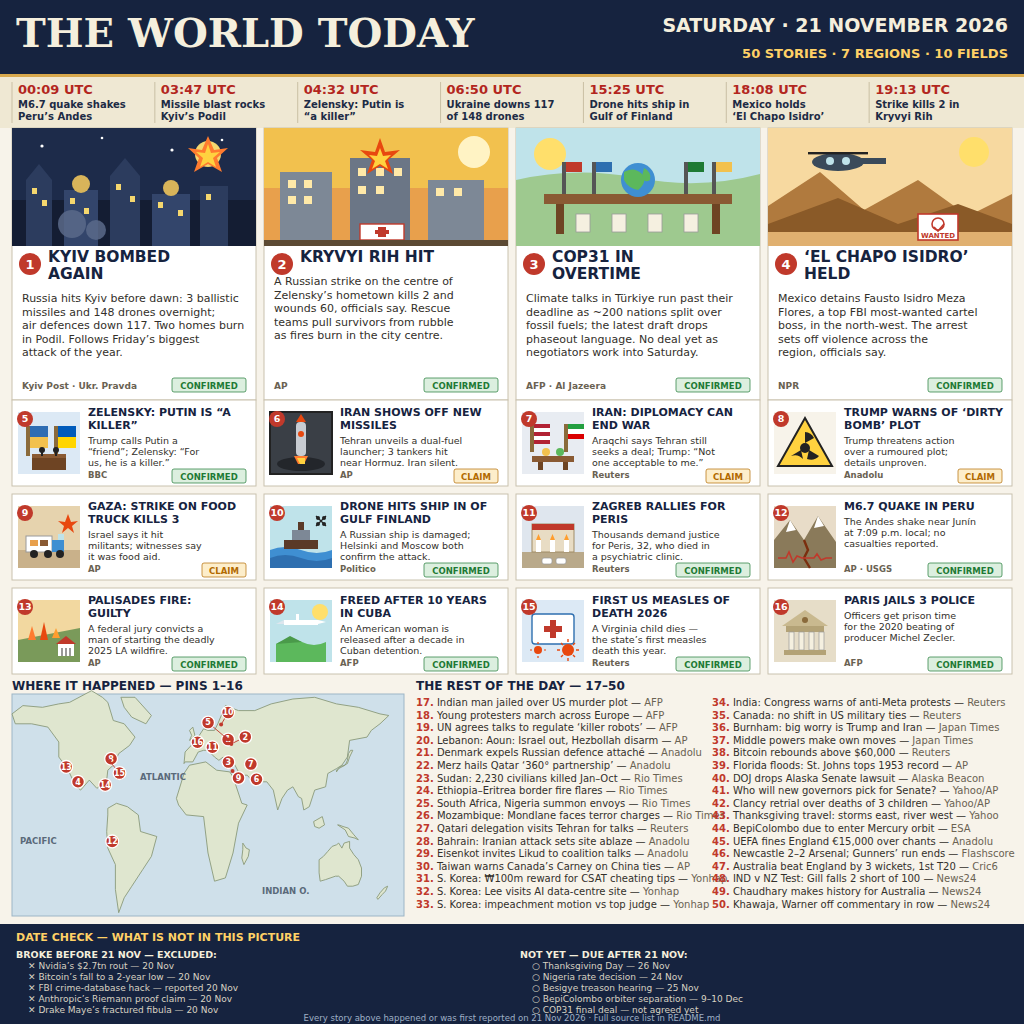 THE WORLD TODAY
SATURDAY · 21 NOVEMBER 2026
50 STORIES · 7 REGIONS · 10 FIELDS
00:09 UTC
M6.7 quake shakes
Peru’s Andes
03:47 UTC
Missile blast rocks
Kyiv’s Podil
04:32 UTC
Zelensky: Putin is
“a killer”
06:50 UTC
Ukraine downs 117
of 148 drones
15:25 UTC
Drone hits ship in
Gulf of Finland
18:08 UTC
Mexico holds
‘El Chapo Isidro’
19:13 UTC
Strike kills 2 in
Kryvyi Rih
1
KYIV BOMBED
AGAIN
Russia hits Kyiv before dawn: 3 ballistic
missiles and 148 drones overnight;
air defences down 117. Two homes burn
in Podil. Follows Friday’s biggest
attack of the year.
Kyiv Post · Ukr. Pravda
CONFIRMED
2
KRYVYI RIH HIT
A Russian strike on the centre of
Zelensky’s hometown kills 2 and
wounds 60, officials say. Rescue
teams pull survivors from rubble
as fires burn in the city centre.
AP
CONFIRMED
3
COP31 IN
OVERTIME
Climate talks in Türkiye run past their
deadline as ~200 nations split over
fossil fuels; the latest draft drops
phaseout language. No deal yet as
negotiators work into Saturday.
AFP · Al Jazeera
CONFIRMED
WANTED
4
‘EL CHAPO ISIDRO’
HELD
Mexico detains Fausto Isidro Meza
Flores, a top FBI most-wanted cartel
boss, in the north-west. The arrest
sets off violence across the
region, officials say.
NPR
CONFIRMED
5
ZELENSKY: PUTIN IS “A
KILLER”
Trump calls Putin a
“friend”; Zelensky: “For
us, he is a killer.”
BBC
CONFIRMED
6
IRAN SHOWS OFF NEW
MISSILES
Tehran unveils a dual-fuel
launcher; 3 tankers hit
near Hormuz. Iran silent.
AP
CLAIM
7
IRAN: DIPLOMACY CAN
END WAR
Araqchi says Tehran still
seeks a deal; Trump: “Not
one acceptable to me.”
Reuters
CLAIM
8
TRUMP WARNS OF ‘DIRTY
BOMB’ PLOT
Trump threatens action
over a rumoured plot;
details unproven.
Anadolu
CLAIM
9
GAZA: STRIKE ON FOOD
TRUCK KILLS 3
Israel says it hit
militants; witnesses say
it was food aid.
AP
CLAIM
10
DRONE HITS SHIP IN OF
GULF FINLAND
A Russian ship is damaged;
Helsinki and Moscow both
confirm the attack.
Politico
CONFIRMED
11
ZAGREB RALLIES FOR
PERIS
Thousands demand justice
for Peris, 32, who died in
a psychiatric clinic.
Reuters
CONFIRMED
12
M6.7 QUAKE IN PERU
The Andes shake near Junín
at 7:09 p.m. local; no
casualties reported.
AP · USGS
CONFIRMED
13
PALISADES FIRE:
GUILTY
A federal jury convicts a
man of starting the deadly
2025 LA wildfire.
AP
CONFIRMED
14
FREED AFTER 10 YEARS
IN CUBA
An American woman is
released after a decade in
Cuban detention.
AFP
CONFIRMED
15
FIRST US MEASLES OF
DEATH 2026
A Virginia child dies —
the state’s first measles
death this year.
Reuters
CONFIRMED
16
PARIS JAILS 3 POLICE
Officers get prison time
for the 2020 beating of
producer Michel Zecler.
AFP
CONFIRMED
WHERE IT HAPPENED — PINS 1–16
10
5
2
16
11
3
7
9
6
13
4
14
15
12
ATLANTIC
PACIFIC
INDIAN O.
THE REST OF THE DAY — 17–50
17. Indian man jailed over US murder plot — AFP
18. Young protesters march across Europe — AFP
19. UN agrees talks to regulate ‘killer robots’ — AFP
20. Lebanon: Aoun: Israel out, Hezbollah disarm — AP
21. Denmark expels Russian defence attaché — Anadolu
22. Merz hails Qatar ‘360° partnership’ — Anadolu
23. Sudan: 2,230 civilians killed Jan–Oct — Rio Times
24. Ethiopia–Eritrea border fire flares — Rio Times
25. South Africa, Nigeria summon envoys — Rio Times
26. Mozambique: Mondlane faces terror charges — Rio Times
27. Qatari delegation visits Tehran for talks — Reuters
28. Bahrain: Iranian attack sets site ablaze — Anadolu
29. Eisenkot invites Likud to coalition talks — Anadolu
30. Taiwan warns Canada’s Carney on China ties — AP
31. S. Korea: ₩100m reward for CSAT cheating tips — Yonhap
32. S. Korea: Lee visits AI data-centre site — Yonhap
33. S. Korea: impeachment motion vs top judge — Yonhap
34. India: Congress warns of anti-Meta protests — Reuters
35. Canada: no shift in US military ties — Reuters
36. Burnham: big worry is Trump and Iran — Japan Times
37. Middle powers make own moves — Japan Times
38. Bitcoin rebounds above $60,000 — Reuters
39. Florida floods: St. Johns tops 1953 record — AP
40. DOJ drops Alaska Senate lawsuit — Alaska Beacon
41. Who will new governors pick for Senate? — Yahoo/AP
42. Clancy retrial over deaths of 3 children — Yahoo/AP
43. Thanksgiving travel: storms east, river west — Yahoo
44. BepiColombo due to enter Mercury orbit — ESA
45. UEFA fines England €15,000 over chants — Anadolu
46. Newcastle 2–2 Arsenal; Gunners’ run ends — Flashscore
47. Australia beat England by 3 wickets, 1st T20 — Cric6
48. IND v NZ Test: Gill falls 2 short of 100 — News24
49. Chaudhary makes history for Australia — News24
50. Khawaja, Warner off commentary in row — News24
DATE CHECK — WHAT IS NOT IN THIS PICTURE
BROKE BEFORE 21 NOV — EXCLUDED:
✕ Nvidia’s $2.7tn rout — 20 Nov
✕ Bitcoin’s fall to a 2-year low — 20 Nov
✕ FBI crime-database hack — reported 20 Nov
✕ Anthropic’s Riemann proof claim — 20 Nov
✕ Drake Maye’s fractured fibula — 20 Nov
NOT YET — DUE AFTER 21 NOV:
○ Thanksgiving Day — 26 Nov
○ Nigeria rate decision — 24 Nov
○ Besigye treason hearing — 25 Nov
○ BepiColombo orbiter separation — 9–10 Dec
○ COP31 final deal — not agreed yet
Every story above happened or was first reported on 21 Nov 2026 · Full source list in README.md